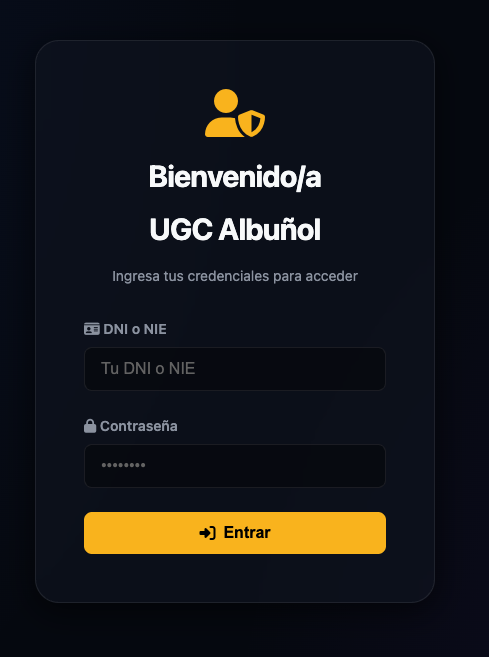 Bienvenido/a
UGC Albuñol
Ingresa tus credenciales para acceder
DNI o NIE
Tu DNI o NIE
Contraseña
••••••••
Entrar